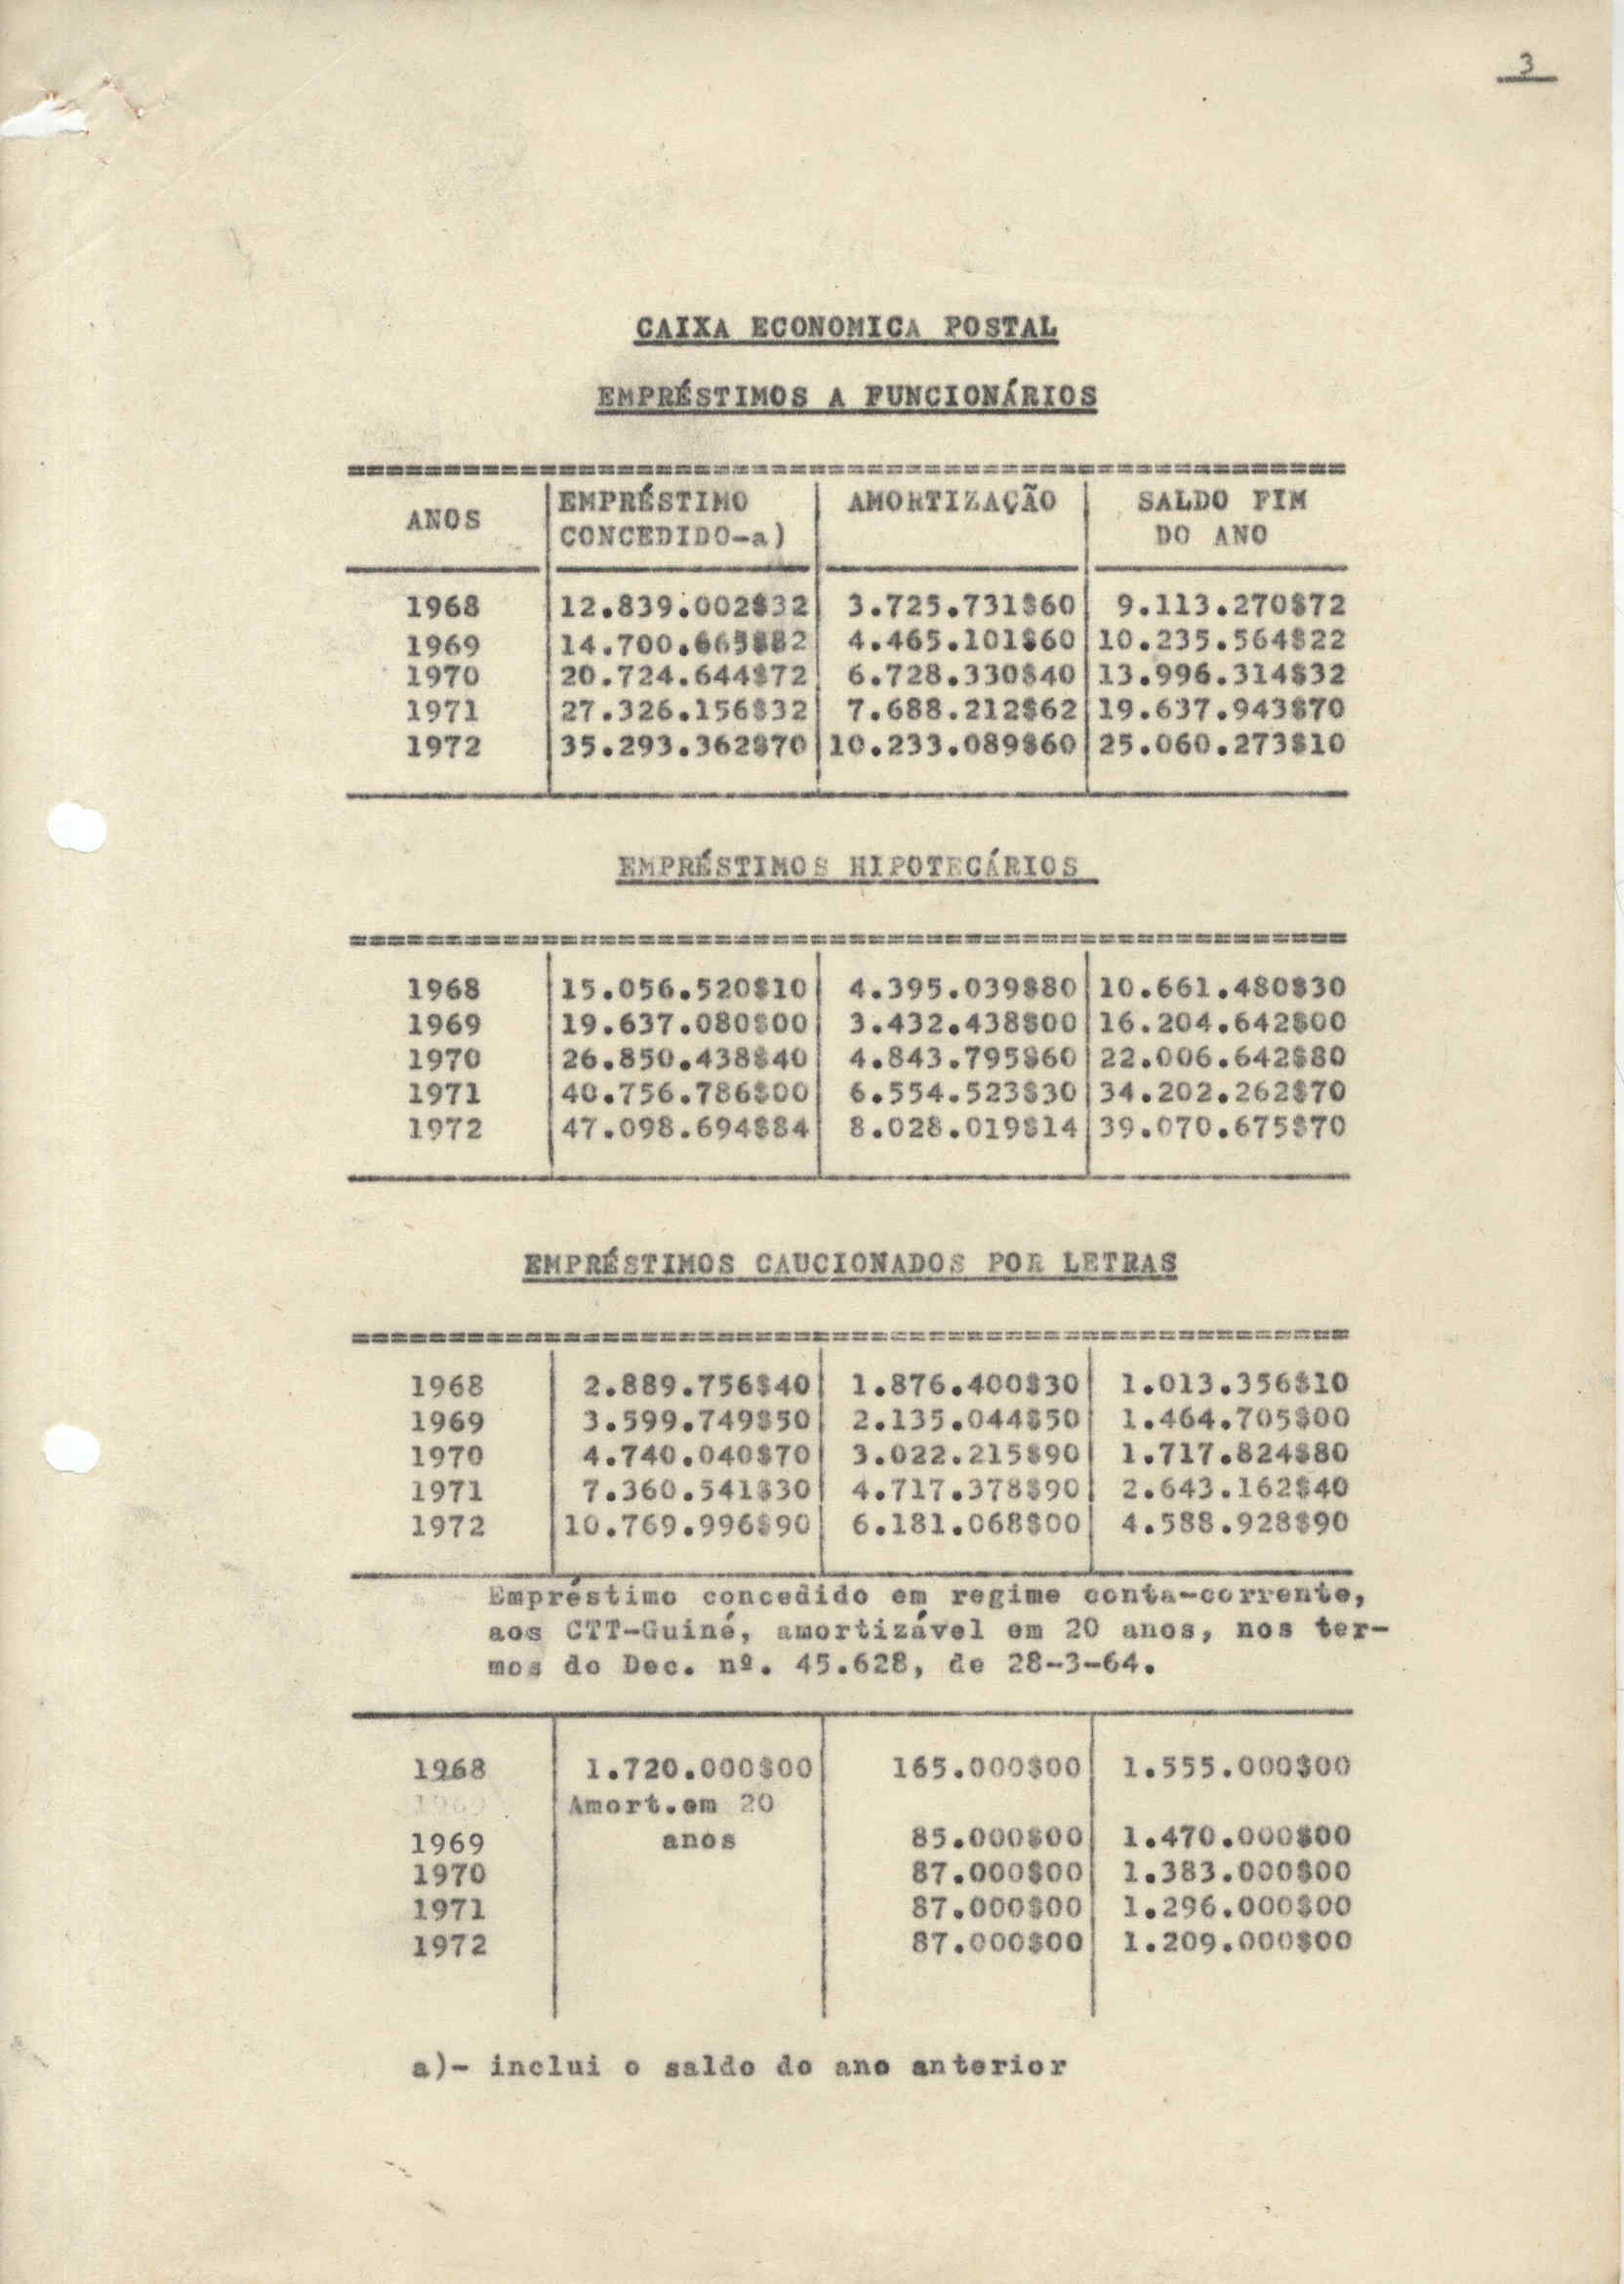 3
CAIXA ECONOMICA POSTAL
EMPRÉSTIMOS A FUNCIONÁRIOS
ANOS EMPRÉSTIMO CONCEDIDO-a) AMORTIZAÇÃO SALDO FIM DO ANO
1968 12.839.002$32 3.725.731$60 9.113.270$72
1969 14.700.665$82 4.465.101$60 10.235.564$22
1970 20.724.644$72 6.728.330$40 13.996.314$32
1971 27.326.156$32 7.688.212$62 19.637.943$70
1972 35.293.362$70 10.233.089$60 25.060.273$10
EMPRÉSTIMOS HIPOTECÁRIOS
1968 15.056.520$10 4.395.039$80 10.661.480$30
1969 19.637.080$00 3.432.438$00 16.204.642$00
1970 26.850.438$40 4.843.795$60 22.006.642$80
1971 40.756.786$00 6.554.523$30 34.202.262$70
1972 47.098.694$84 8.028.019$14 39.070.675$70
EMPRÉSTIMOS CAUCIONADOS POR LETRAS
1968 2.889.756$40 1.876.400$30 1.013.356$10
1969 3.599.749$50 2.135.044$50 1.464.705$00
1970 4.740.040$70 3.022.215$90 1.717.824$80
1971 7.360.541$30 4.717.378$90 2.643.162$40
1972 10.769.996$90 6.181.068$00 4.588.928$90
Empréstimo concedido em regime conta-corrente,
aos CTT-Guiné, amortizável em 20 anos, nos ter-
mos do Dec. nº. 45.628, de 28-3-64.
1968 1.720.000$00 165.000$00 1.555.000$00
1969 Amort.em 20
1969 anos 85.000$00 1.470.000$00
1970 87.000$00 1.383.000$00
1971 87.000$00 1.296.000$00
1972 87.000$00 1.209.000$00
a)- inclui o saldo do ano anterior